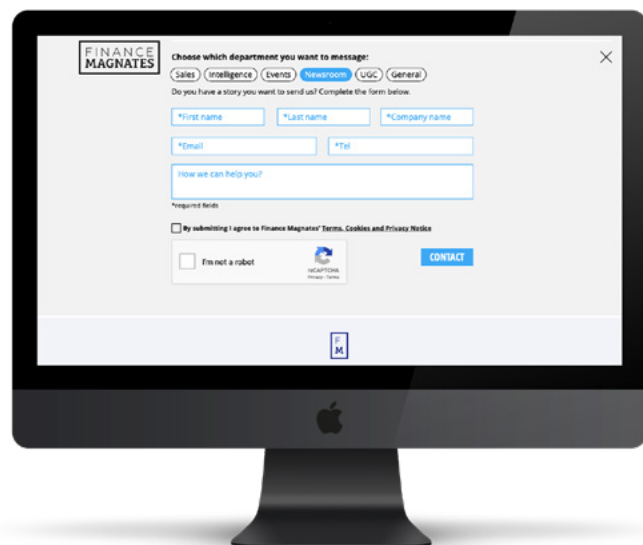 FINANCE
MAGNATES
Choose which department you want to message:
Sales Intelligence Events Newsroom UGC General
Do you have a story you want to send us? Complete the form below.
*First name *Last name *Company name
*Email *Tel
How we can help you?
*required fields
By submitting I agree to Finance Magnates' Terms, Cookies and Privacy Notice
I'm not a robot
reCAPTCHA
Privacy - Terms
CONTACT
F
M